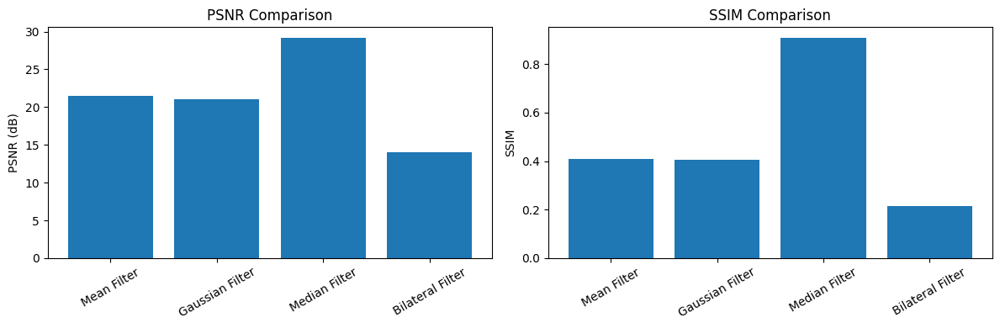 PSNR Comparison
PSNR (dB)
30
25
20
15
10
5
0
Mean Filter
Gaussian Filter
Median Filter
Bilateral Filter
SSIM Comparison
SSIM
0.8
0.6
0.4
0.2
0.0
Mean Filter
Gaussian Filter
Median Filter
Bilateral Filter